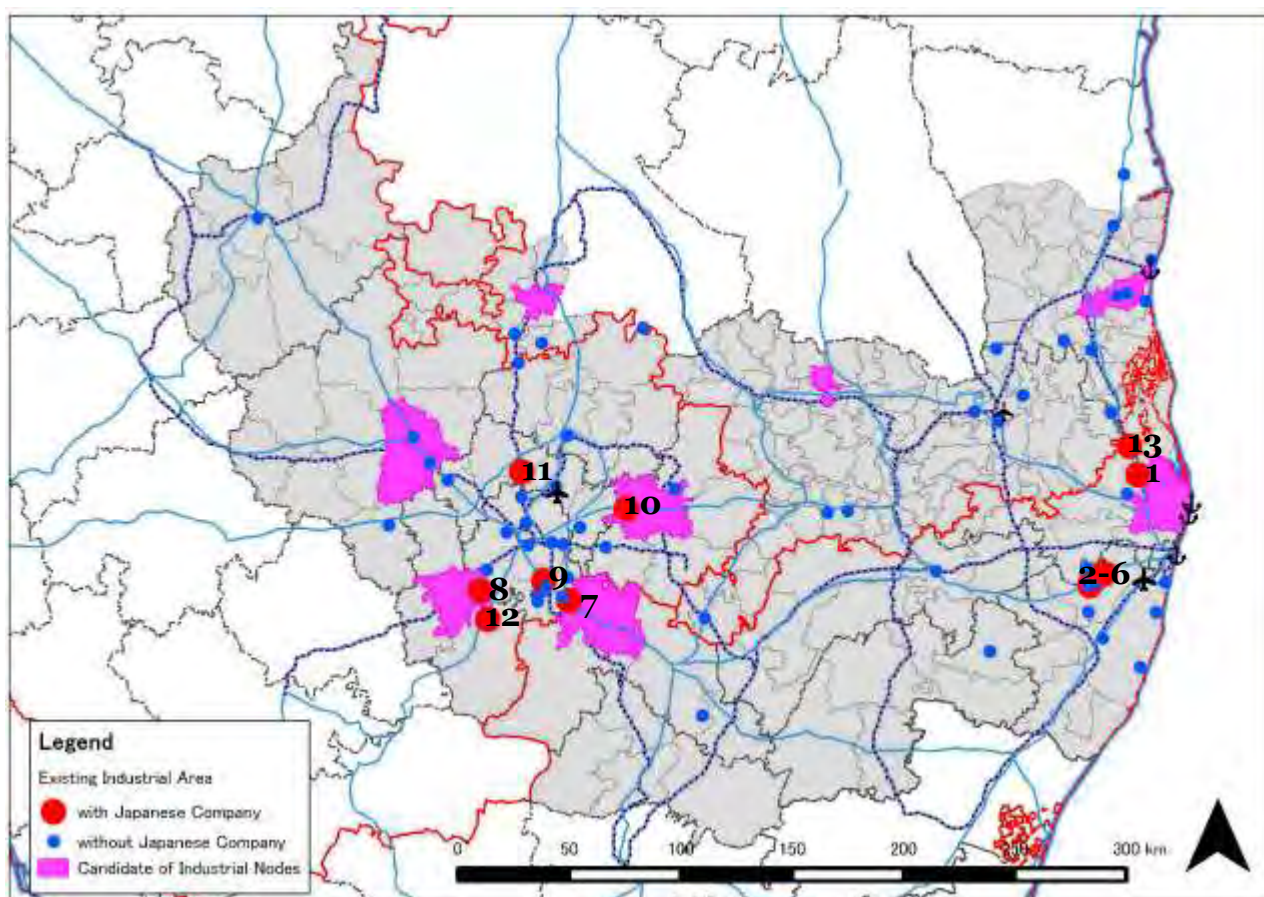 13
1
11
10
2-6
9
8
7
12
Legend
Existing Industrial Area
with Japanese Company
without Japanese Company
Candidate of Industrial Nodes
0 50 100 150 200 250 300 km